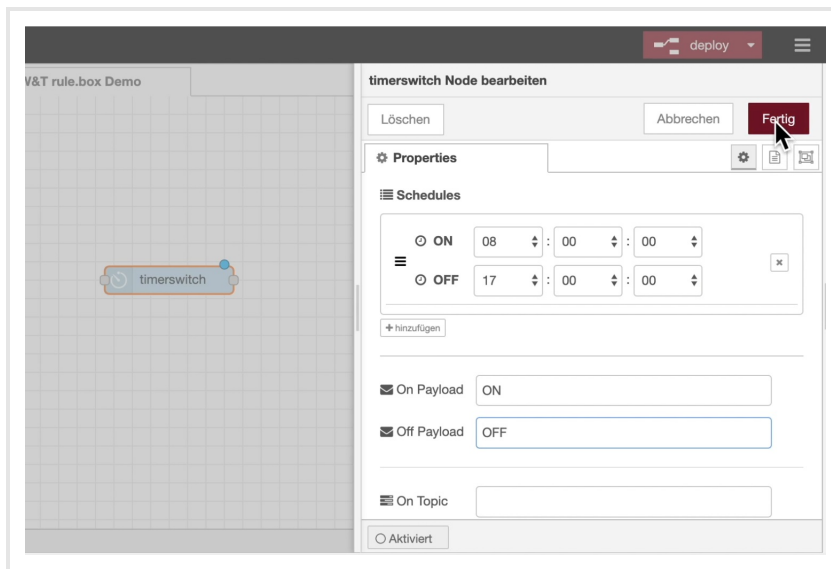 deploy
W&T rule.box Demo
timerswitch Node bearbeiten
Löschen
Abbrechen
Fertig
Properties
Schedules
ON 08 : 00 : 00
timerswitch
OFF 17 : 00 : 00
hinzufügen
On Payload ON
Off Payload OFF
On Topic
Aktiviert